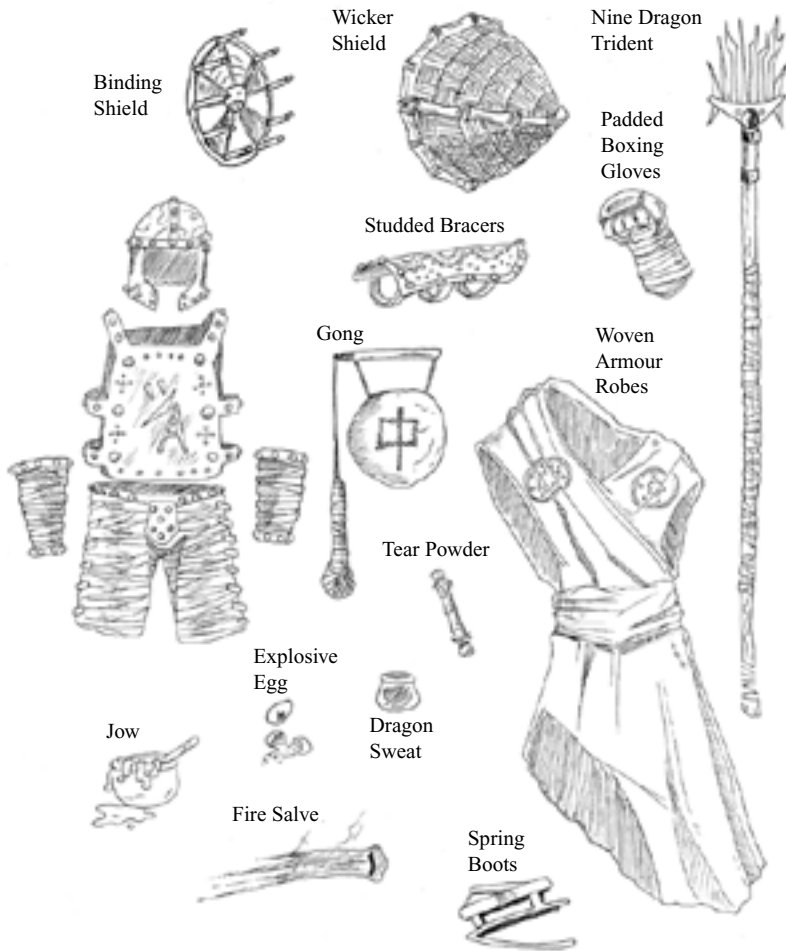 Wicker
Shield
Nine Dragon
Trident
Binding
Shield
Padded
Boxing
Gloves
Studded Bracers
Gong
Woven
Armour
Robes
Tear Powder
Explosive
Egg
Dragon
Sweat
Jow
Fire Salve
Spring
Boots